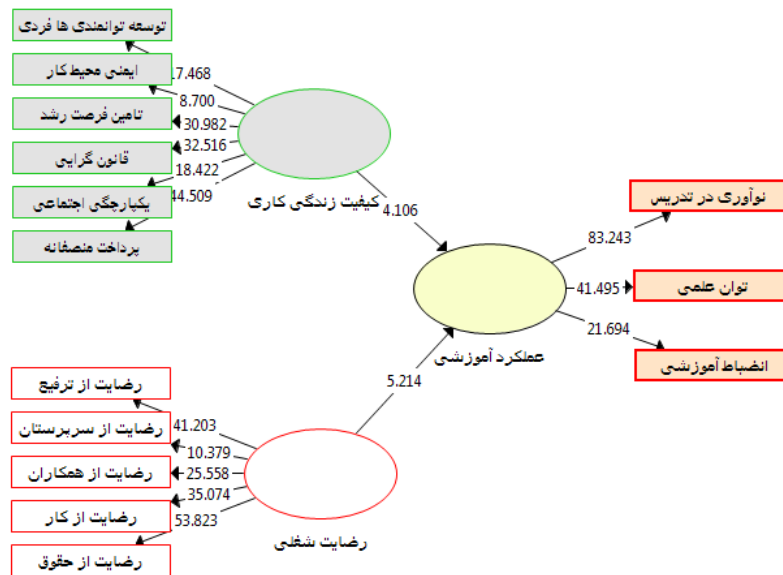 توسعه توانمندی ها فردی
17.468
ایمنی محیط کار
8.700
تامین فرصت رشد
30.982
قانون گرایی
32.516
یکپارچگی اجتماعی
18.422
پرداخت منصفانه
44.509
کیفیت زندگی کاری
4.106
نوآوری در تدریس
83.243
توان علمی
41.495
انضباط آموزشی
21.694
عملکرد آموزشی
5.214
رضایت از ترفیع
41.203
رضایت از سرپرستان
10.379
رضایت از همکاران
25.558
رضایت از کار
35.074
رضایت از حقوق
53.823
رضایت شغلی